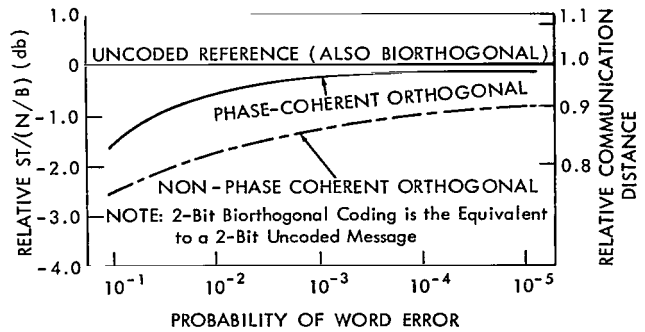 RELATIVE ST/(N/B) (db)
1.0
0
-1.0
-2.0
-3.0
-4.0
UNCODED REFERENCE (ALSO BIORTHOGONAL)
PHASE-COHERENT ORTHOGONAL
NON-PHASE COHERENT ORTHOGONAL
NOTE: 2-Bit Biorthogonal Coding is the Equivalent
to a 2-Bit Uncoded Message
1.1
1.0
0.9
0.8
RELATIVE COMMUNICATION
DISTANCE
10⁻¹ 10⁻² 10⁻³ 10⁻⁴ 10⁻⁵
PROBABILITY OF WORD ERROR